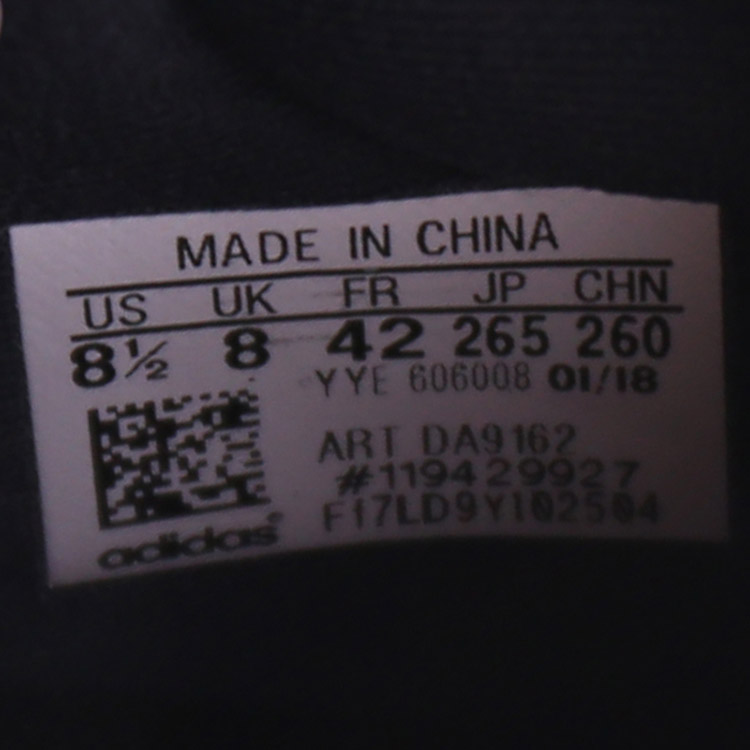 MADE IN CHINA
US UK FR JP CHN
8½ 8 42 265 260
YYE 606008 01/18
ART DA9162
#119429927
F17LD9Y102504
adidas®